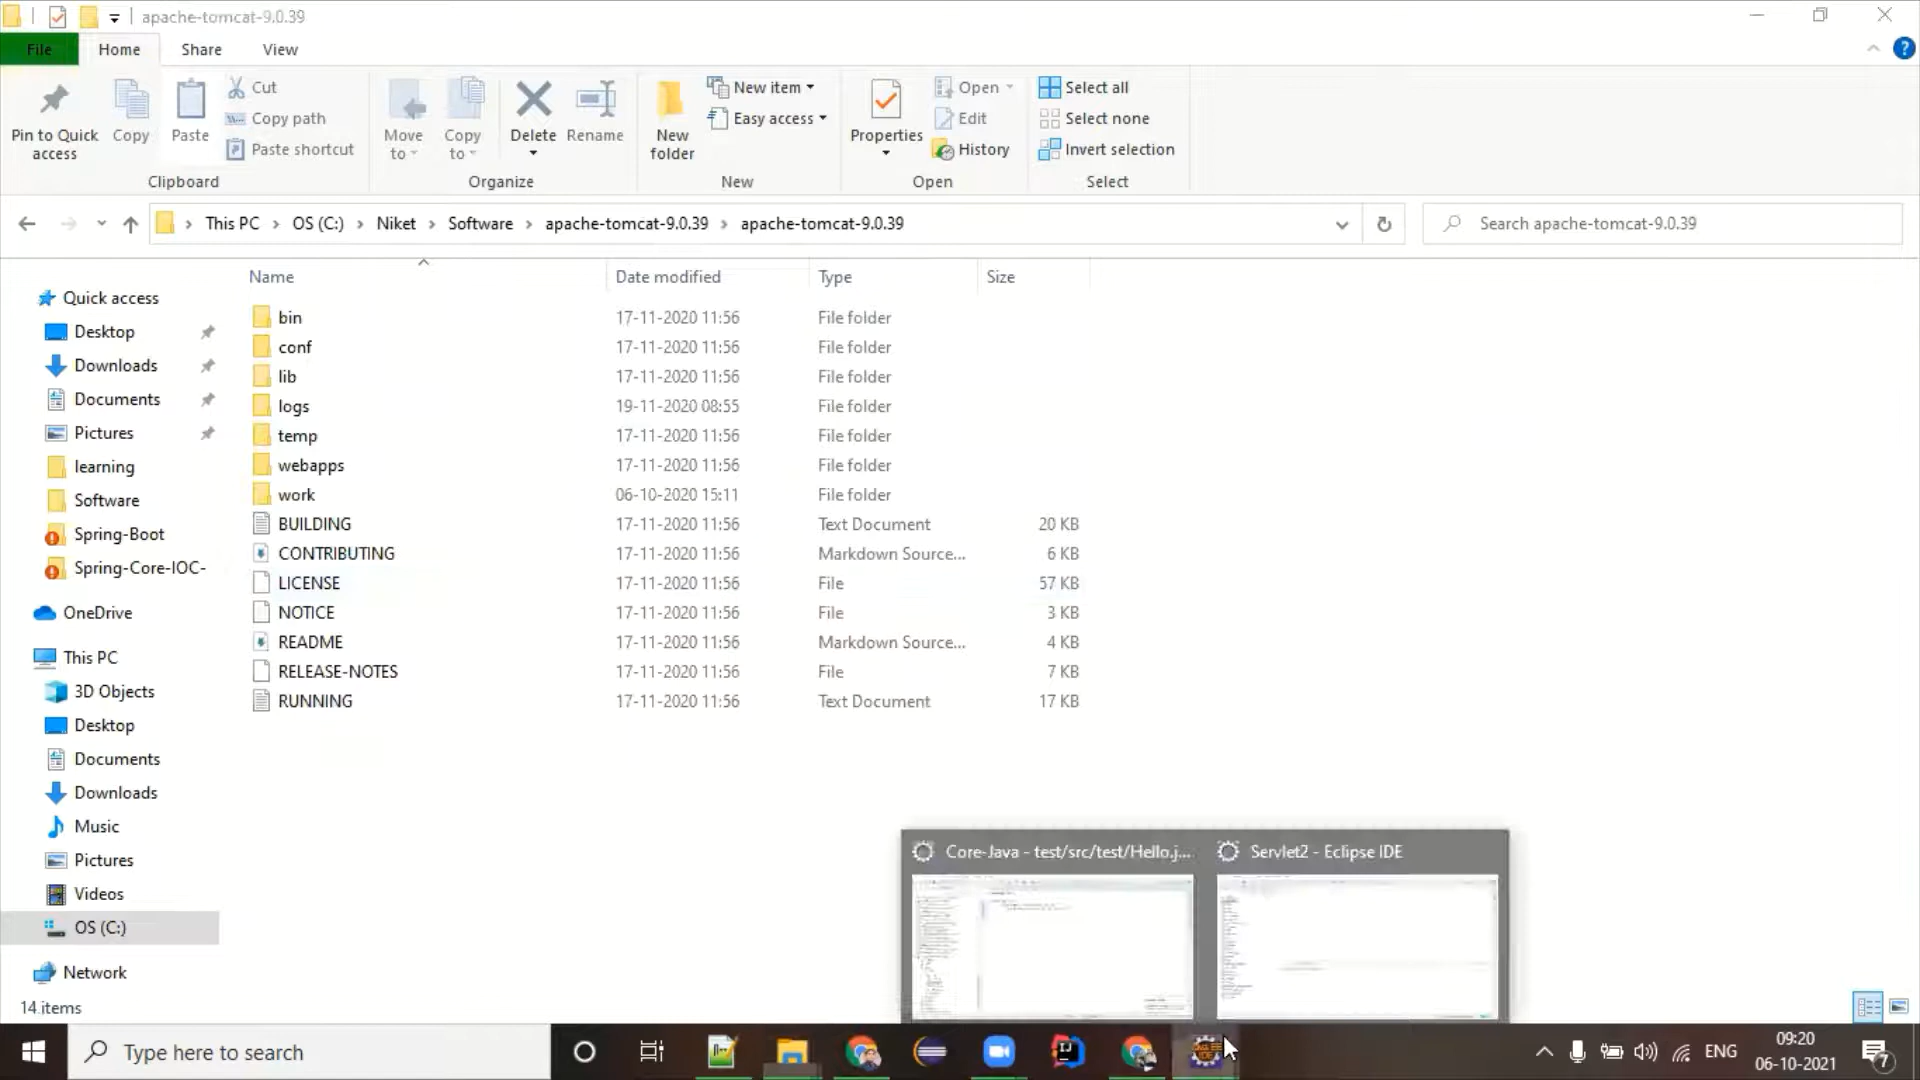 apache-tomcat-9.0.39
File Home Share View
Pin to Quick access
Copy
Paste
Cut
Copy path
Paste shortcut
Clipboard
Move to
Copy to
Delete
Rename
Organize
New folder
New item
Easy access
New
Properties
Open
Edit
History
Open
Select all
Select none
Invert selection
Select
This PC > OS (C:) > Niket > Software > apache-tomcat-9.0.39 > apache-tomcat-9.0.39
Search apache-tomcat-9.0.39
Quick access
Desktop
Downloads
Documents
Pictures
learning
Software
Spring-Boot
Spring-Core-IOC-
OneDrive
This PC
3D Objects
Desktop
Documents
Downloads
Music
Pictures
Videos
OS (C:)
Network
Name Date modified Type Size
bin 17-11-2020 11:56 File folder
conf 17-11-2020 11:56 File folder
lib 17-11-2020 11:56 File folder
logs 19-11-2020 08:55 File folder
temp 17-11-2020 11:56 File folder
webapps 17-11-2020 11:56 File folder
work 06-10-2020 15:11 File folder
BUILDING 17-11-2020 11:56 Text Document 20 KB
CONTRIBUTING 17-11-2020 11:56 Markdown Source... 6 KB
LICENSE 17-11-2020 11:56 File 57 KB
NOTICE 17-11-2020 11:56 File 3 KB
README 17-11-2020 11:56 Markdown Source... 4 KB
RELEASE-NOTES 17-11-2020 11:56 File 7 KB
RUNNING 17-11-2020 11:56 Text Document 17 KB
Core-Java - test/src/test/Hello.j...
Servlet2 - Eclipse IDE
14 items
Type here to search
ENG
09:20
06-10-2021
7